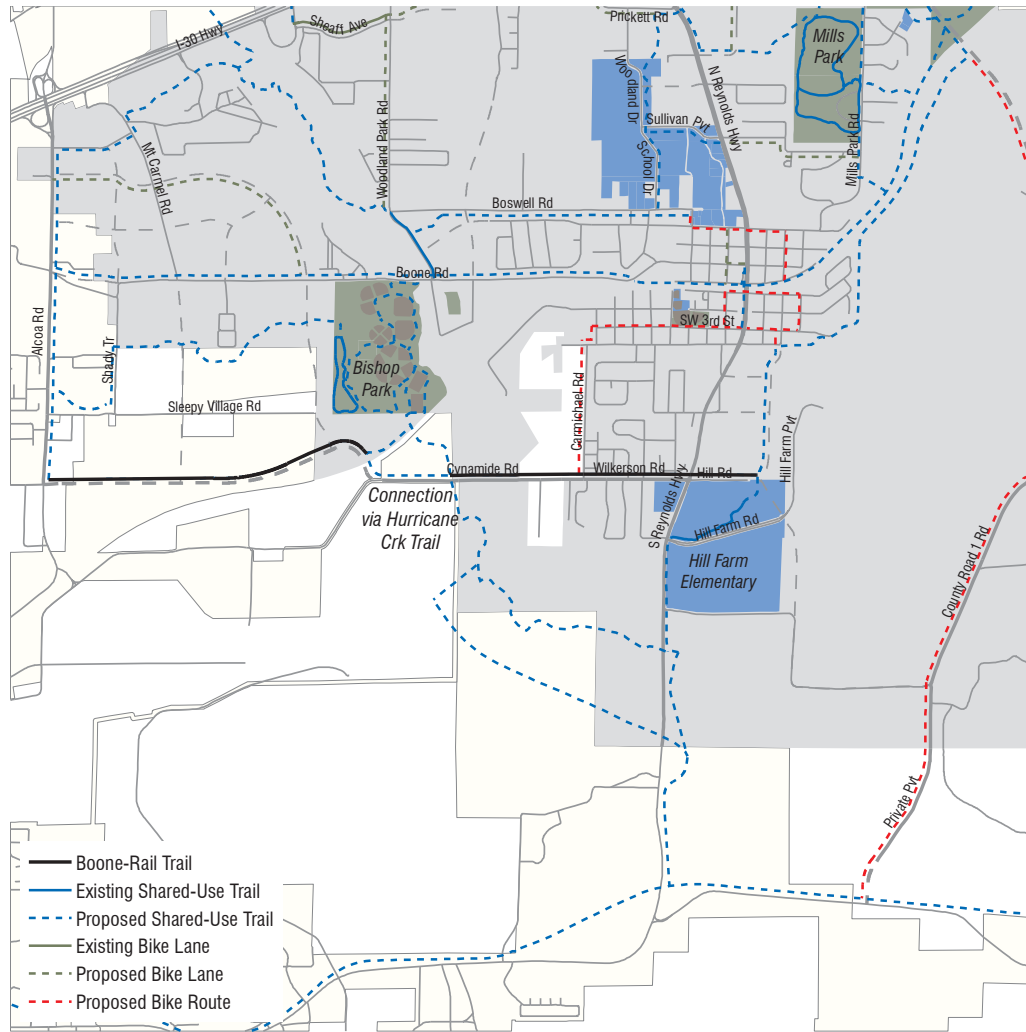 Sheaff Ave
Prickett Rd
I-30 Hwy
Mills
Park
Woodland Dr
N Reynolds Hwy
Sullivan Pvt
School Dr
Mt Carmel Rd
Woodland Park Rd
Mills Park Rd
Boswell Rd
Boone Rd
Alcoa Rd
Shady Tr
SW 3rd St
Bishop
Park
Carmichael Rd
Sleepy Village Rd
Hill Farm Pvt
Cynamide Rd
Wilkerson Rd
Hill Rd
Connection
via Hurricane
Crk Trail
S Reynolds Hwy
Hill Farm Rd
Hill Farm
Elementary
County Road 1 Rd
Private Pvt
Boone-Rail Trail
Existing Shared-Use Trail
Proposed Shared-Use Trail
Existing Bike Lane
Proposed Bike Lane
Proposed Bike Route